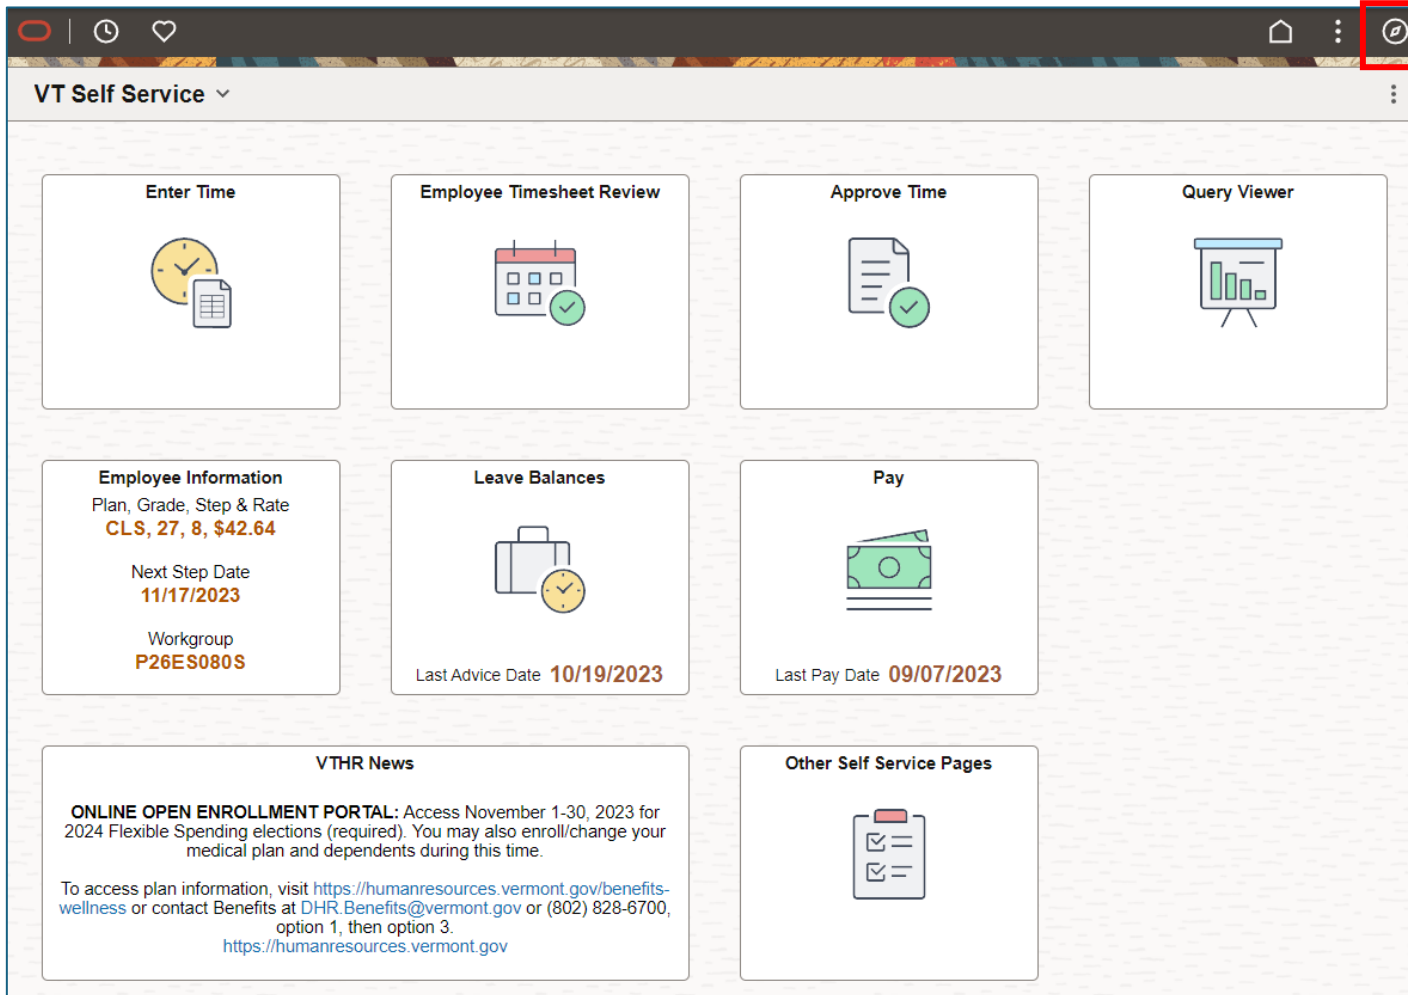 VT Self Service
Enter Time
Employee Timesheet Review
Approve Time
Query Viewer
Employee Information
Plan, Grade, Step & Rate
CLS, 27, 8, $42.64
Next Step Date
11/17/2023
Workgroup
P26ES080S
Leave Balances
Last Advice Date 10/19/2023
Pay
Last Pay Date 09/07/2023
VTHR News
ONLINE OPEN ENROLLMENT PORTAL: Access November 1-30, 2023 for
2024 Flexible Spending elections (required). You may also enroll/change your
medical plan and dependents during this time.
To access plan information, visit https://humanresources.vermont.gov/benefits-
wellness or contact Benefits at DHR.Benefits@vermont.gov or (802) 828-6700,
option 1, then option 3.
https://humanresources.vermont.gov
Other Self Service Pages